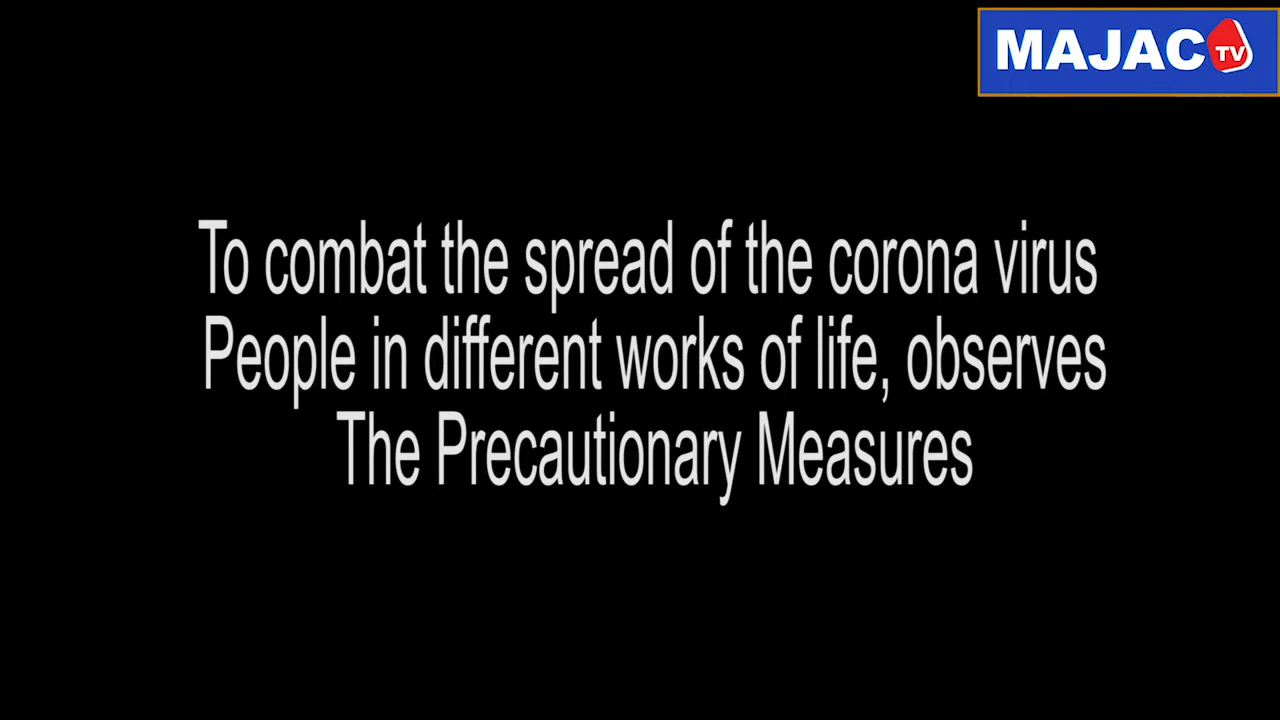 MAJAC TV
To combat the spread of the corona virus
People in different works of life, observes
The Precautionary Measures